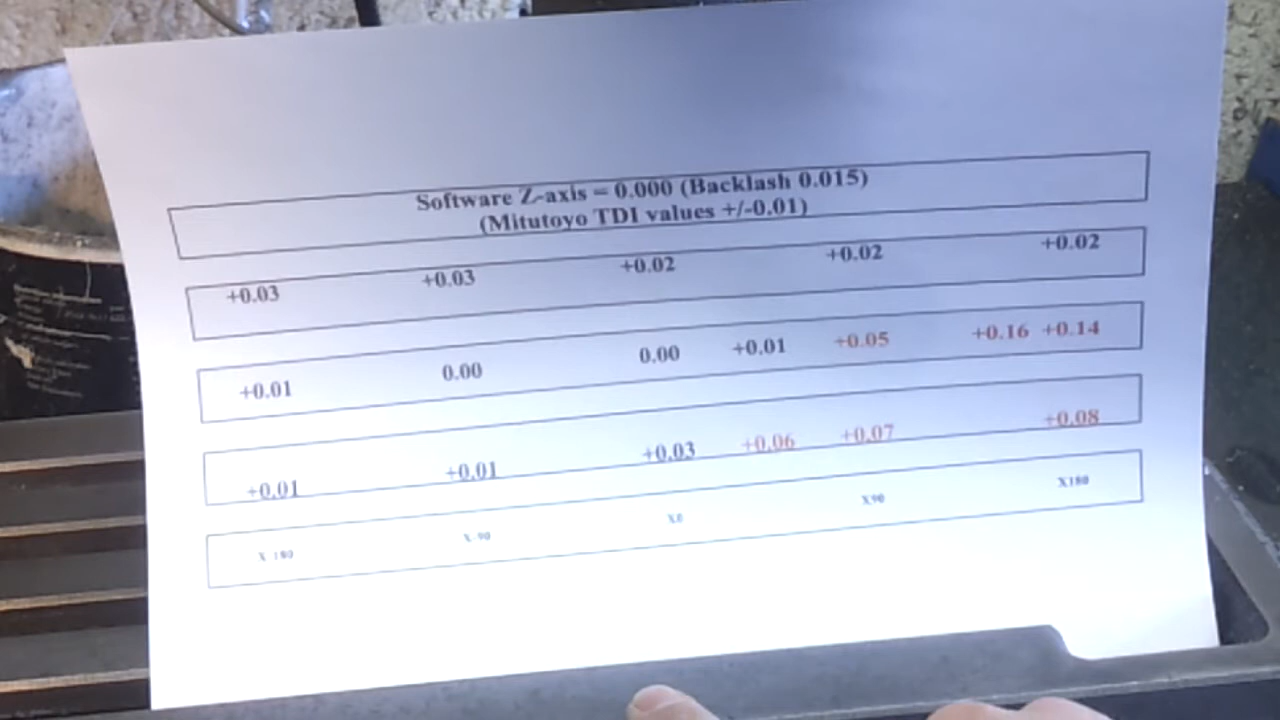 Software Z-axis = 0.000 (Backlash 0.015)
(Mitutoyo TDI values +/-0.01)
+0.03 +0.03 +0.02 +0.02 +0.02
+0.01 0.00 0.00 +0.01 +0.05 +0.16 +0.14
+0.01 +0.01 +0.03 +0.06 +0.07 +0.08
X 180 X 90 X0 X90 X180